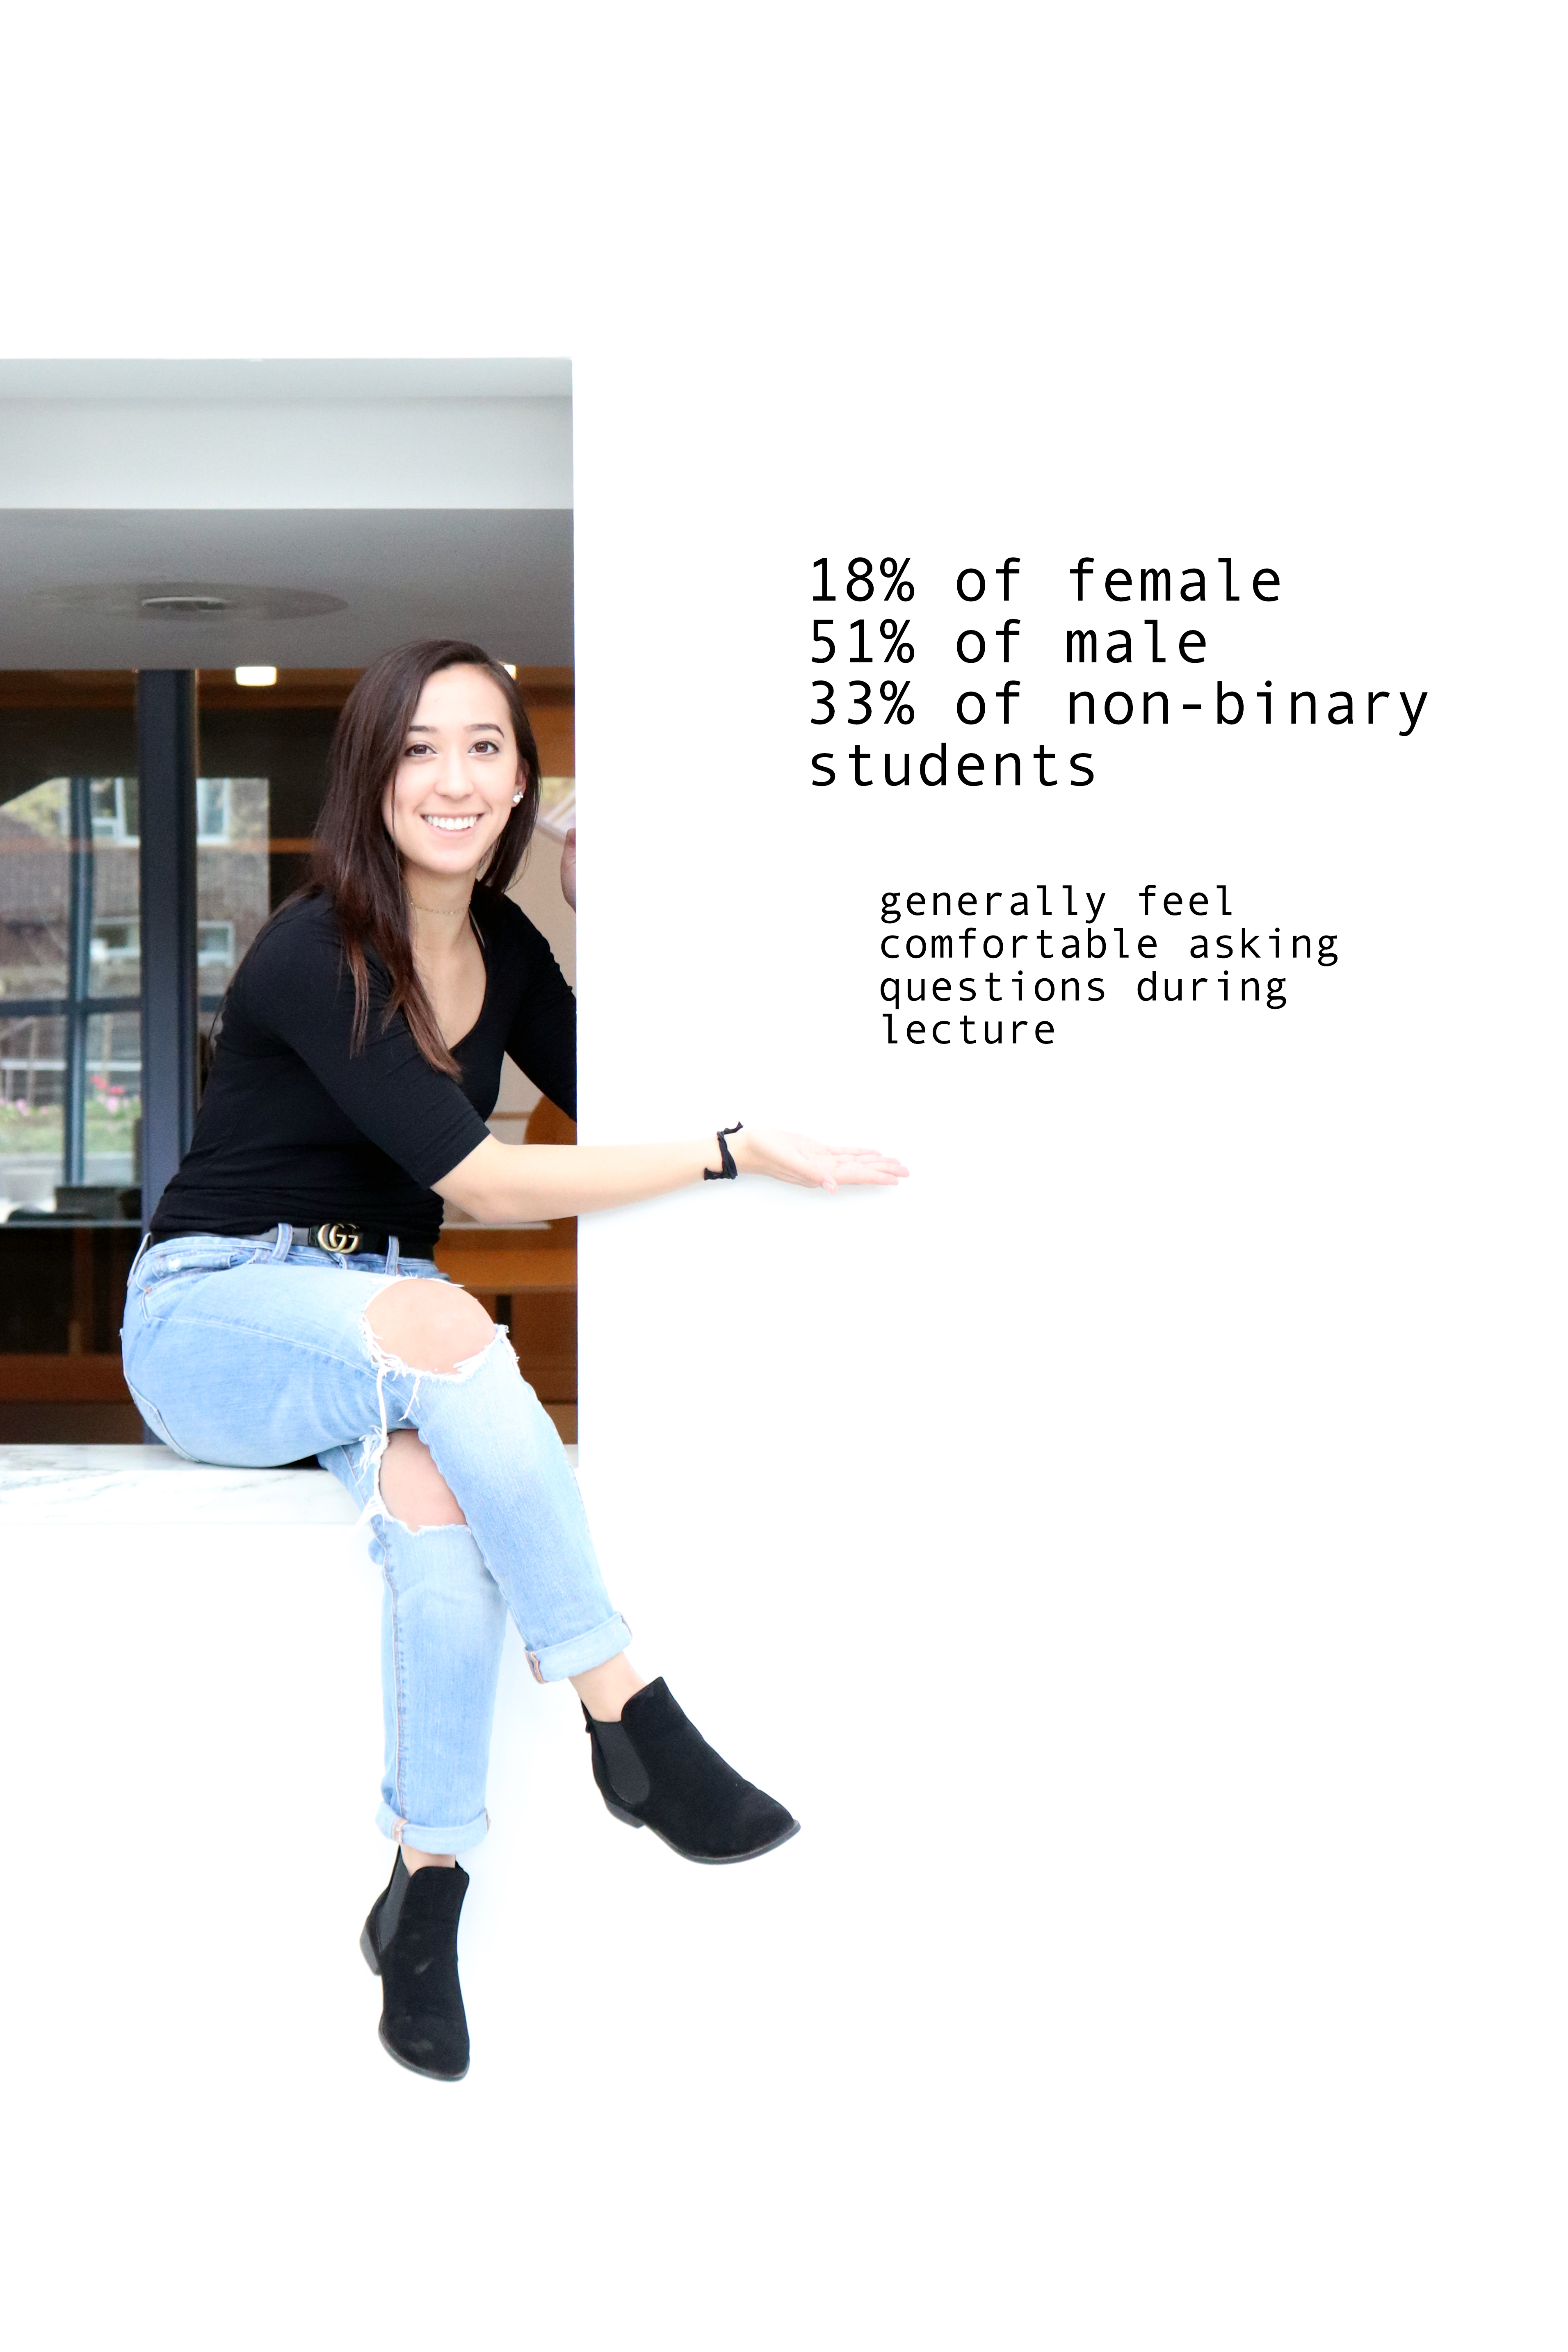 18% of female
51% of male
33% of non-binary
students
generally feel
comfortable asking
questions during
lecture